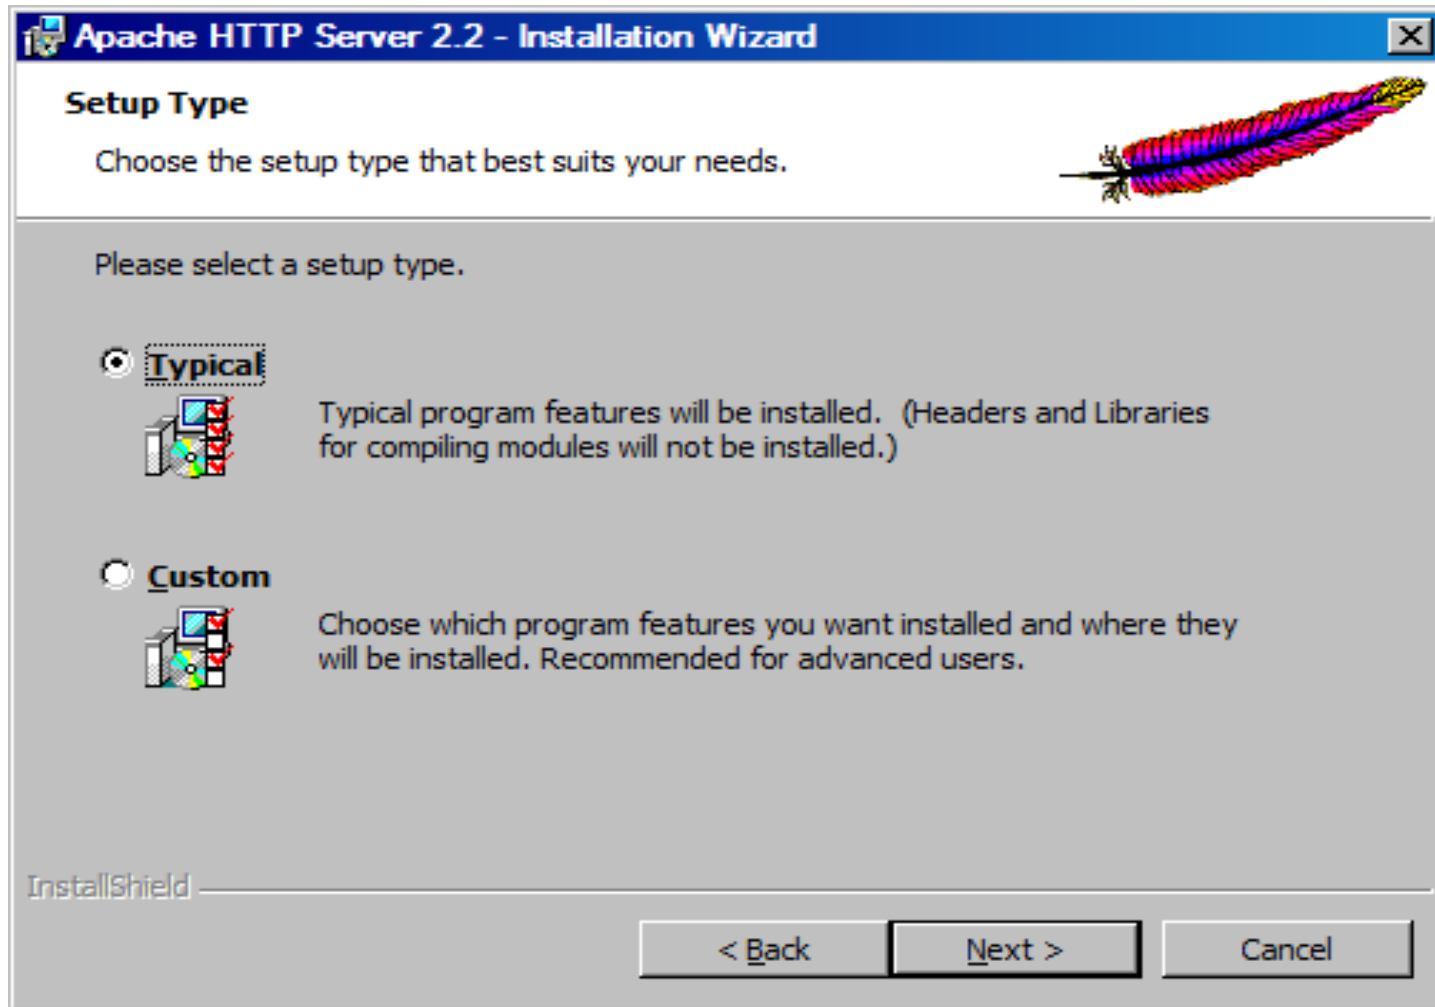 Apache HTTP Server 2.2 - Installation Wizard
Setup Type
Choose the setup type that best suits your needs.
Please select a setup type.
Typical
Typical program features will be installed.  (Headers and Libraries
for compiling modules will not be installed.)
Custom
Choose which program features you want installed and where they
will be installed. Recommended for advanced users.
InstallShield
< Back
Next >
Cancel